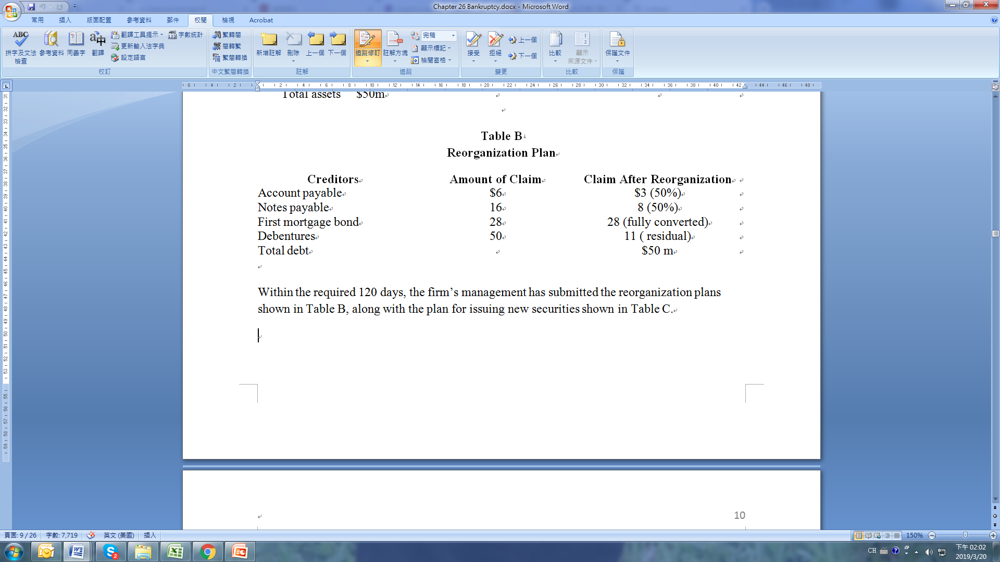 Chapter 26 Bankruptcy.docx - Microsoft Word
常用 插入 版面配置 參考資料 郵件 校閱 檢視 Acrobat
拼字及文法檢查 參考資料 同義字 翻譯 翻譯工具提示 字數統計
更新輸入法字典
設定語言
校訂
繁轉簡
簡轉繁
繁簡轉換
中文繁簡轉換
新增註解 刪除 上一個 下一個
註解
追蹤修訂 註解方塊 完稿
顯示標記
檢閱窗格
追蹤
接受 拒絕 上一個
下一個
變更
比較 顯示來源文件
比較
保護文件
保護
Total assets $50m
Table B
Reorganization Plan
Creditors Amount of Claim Claim After Reorganization
Account payable $6 $3 (50%)
Notes payable 16 8 (50%)
First mortgage bond 28 28 (fully converted)
Debentures 50 11 ( residual)
Total debt $50 m
Within the required 120 days, the firm’s management has submitted the reorganization plans
shown in Table B, along with the plan for issuing new securities shown in Table C.
10
頁面: 9 / 26 字數: 7,719 英文 (美國) 插入 150%
CH 下午 02:02
2019/3/20